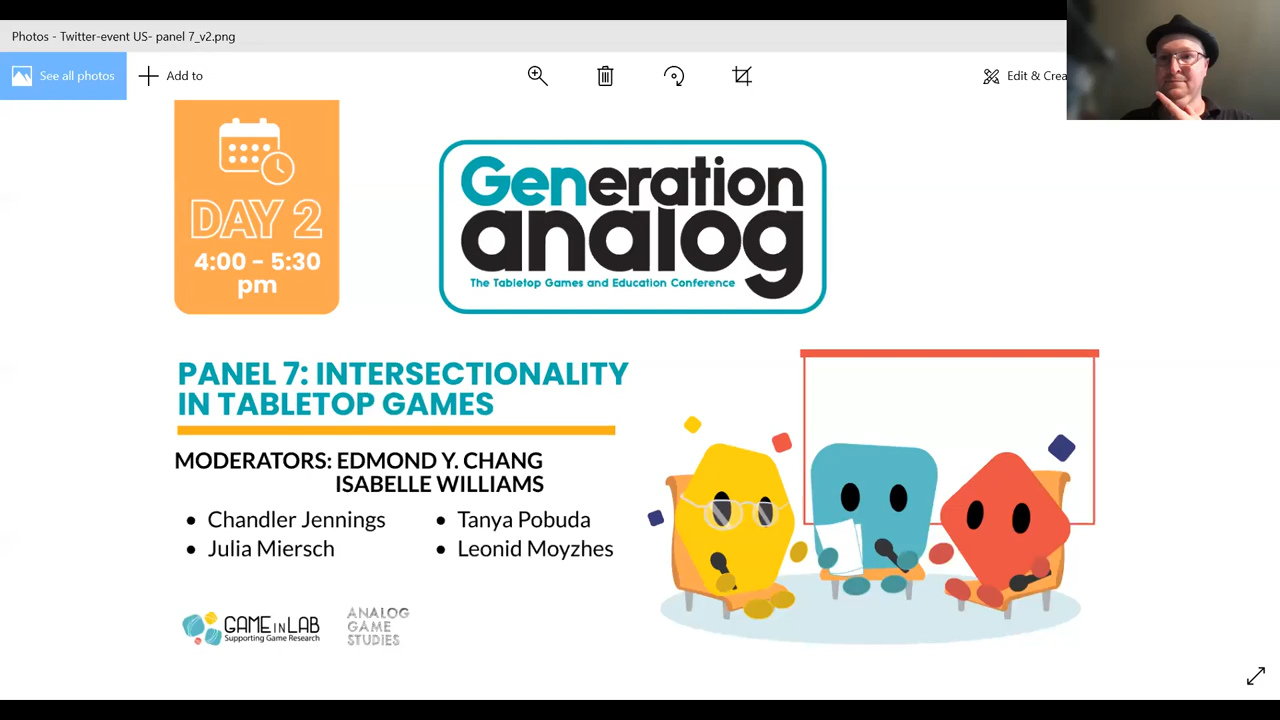 Photos - Twitter-event US- panel 7_v2.png
See all photos
Add to
Edit & Crea
DAY 2
4:00 - 5:30
pm
Generation
analog
The Tabletop Games and Education Conference
PANEL 7: INTERSECTIONALITY
IN TABLETOP GAMES
MODERATORS: EDMOND Y. CHANG
ISABELLE WILLIAMS
• Chandler Jennings
• Julia Miersch
• Tanya Pobuda
• Leonid Moyzhes
GAME IN LAB
Supporting Game Research
ANALOG
GAME
STUDIES